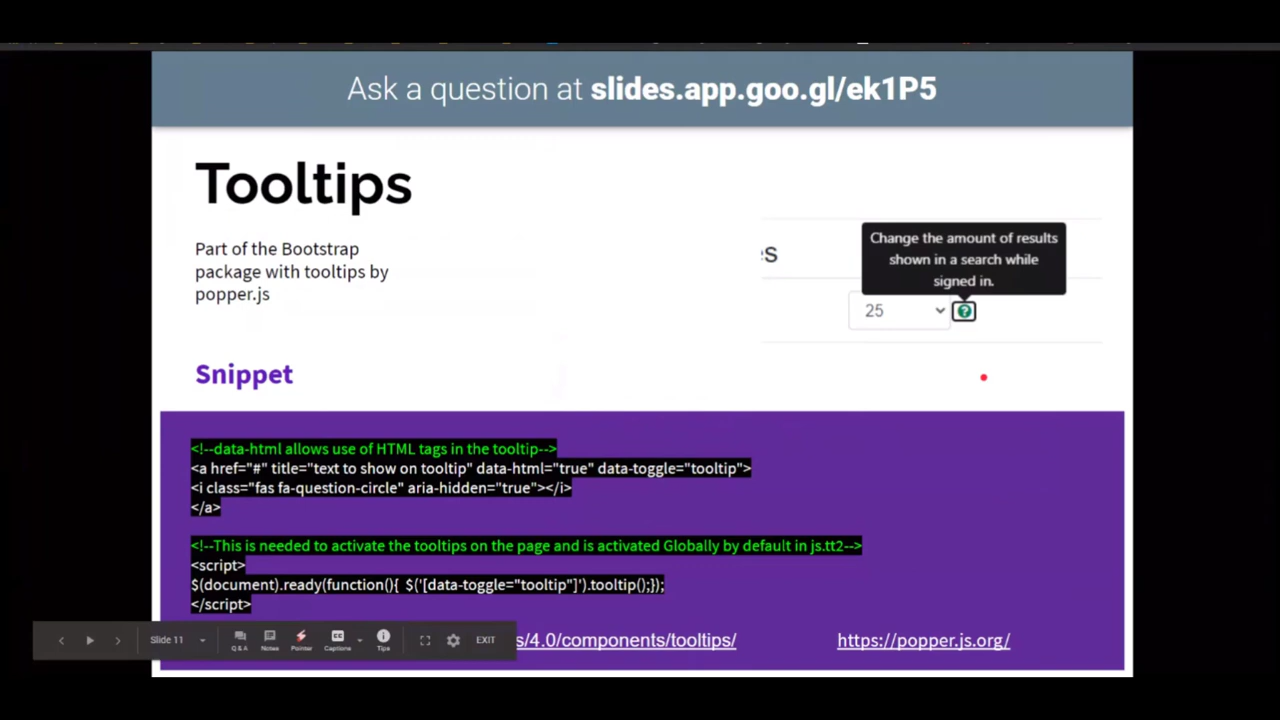 Ask a question at slides.app.goo.gl/ek1P5
Tooltips
Part of the Bootstrap
package with tooltips by
popper.js
Change the amount of results
shown in a search while
signed in.
s
25
?
Snippet
<!--data-html allows use of HTML tags in the tooltip-->
<a href="#" title="text to show on tooltip" data-html="true" data-toggle="tooltip">
<i class="fas fa-question-circle" aria-hidden="true"></i>
</a>
<!--This is needed to activate the tooltips on the page and is activated Globally by default in js.tt2-->
<script>
$(document).ready(function(){ $('[data-toggle="tooltip"]').tooltip();});
</script>
s/4.0/components/tooltips/
https://popper.js.org/
Slide 11
Q & A
Notes
Pointer
CC
Captions
Tips
EXIT